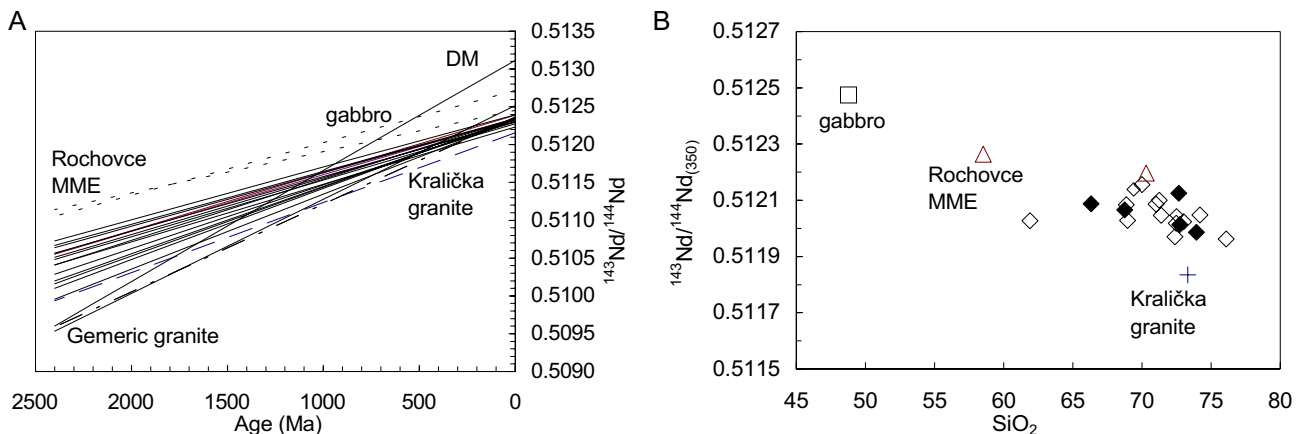 A
DM
gabbro
Rochovce
MME
Kralička
granite
Gemeric granite
0.5135
0.5130
0.5125
0.5120
0.5115
0.5110
0.5105
0.5100
0.5095
0.5090
¹⁴³Nd/¹⁴⁴Nd
2500 2000 1500 1000 500 0
Age (Ma)
B
¹⁴³Nd/¹⁴⁴Nd₍₃₅₀₎
0.5127
0.5125
0.5123
0.5121
0.5119
0.5117
0.5115
gabbro
Rochovce
MME
Kralička
granite
45 50 55 60 65 70 75 80
SiO₂